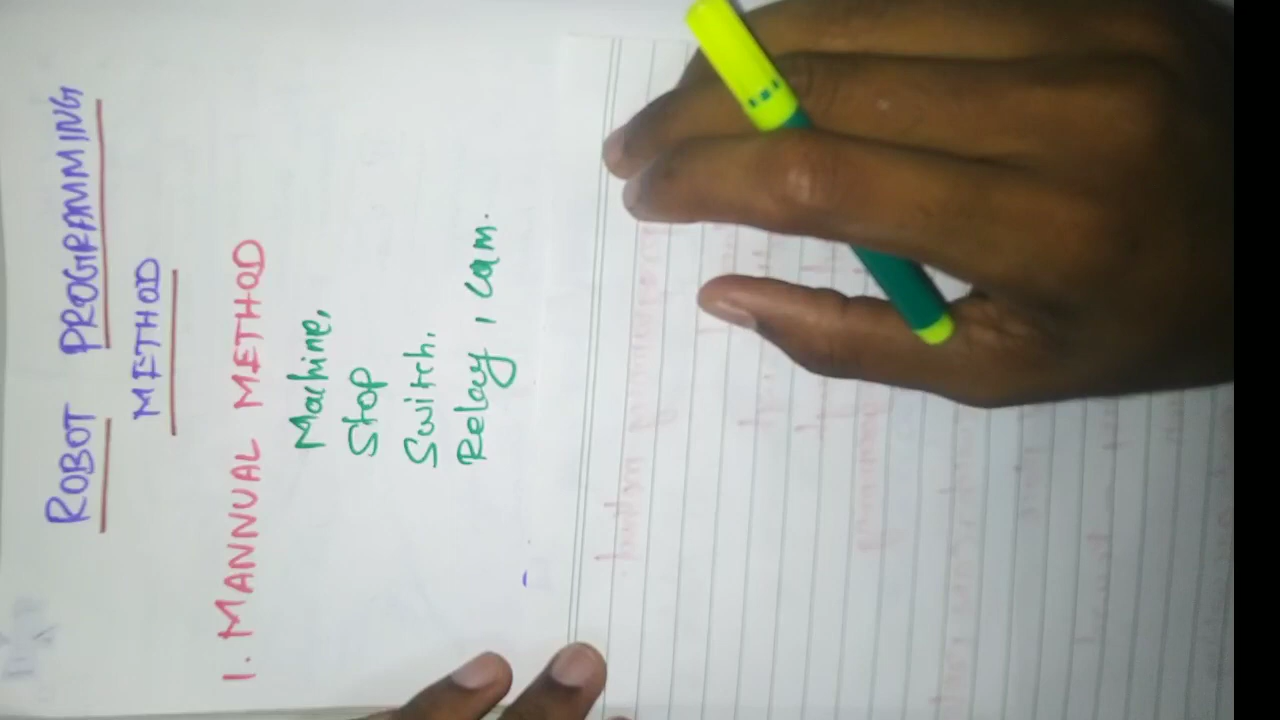 ROBOT PROGRAMMING
METHOD
1. MANNUAL METHOD
Machine,
Stop
Switch.
Relay, Cam.